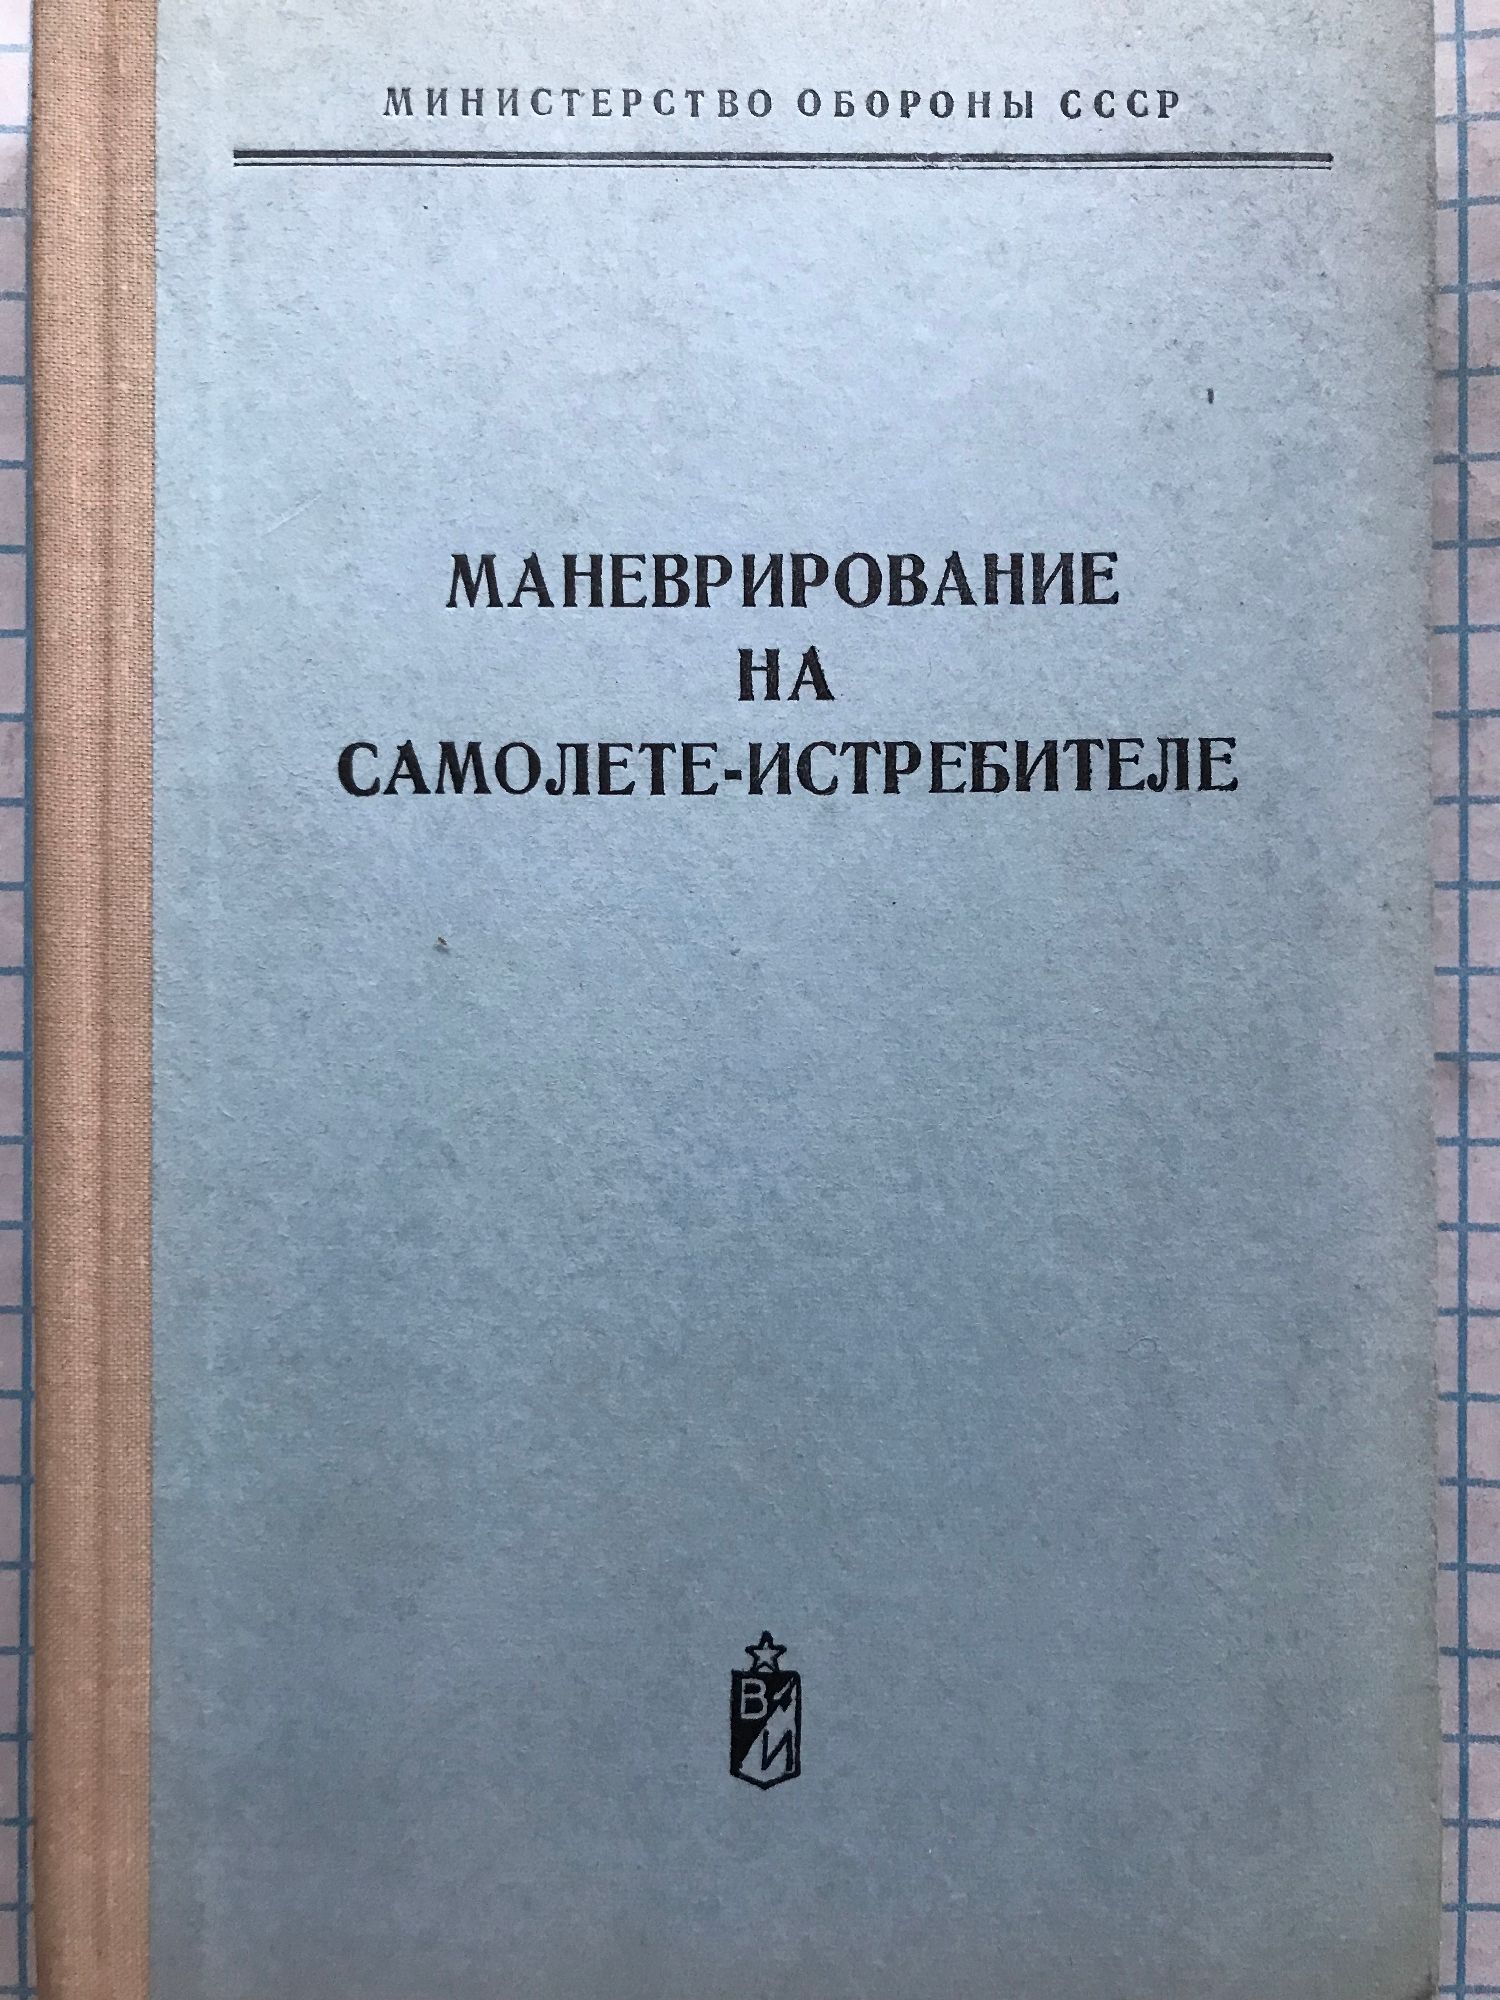 МИНИСТЕРСТВО ОБОРОНЫ СССР
МАНЕВРИРОВАНИЕ
НА
САМОЛЕТЕ-ИСТРЕБИТЕЛЕ
В
И